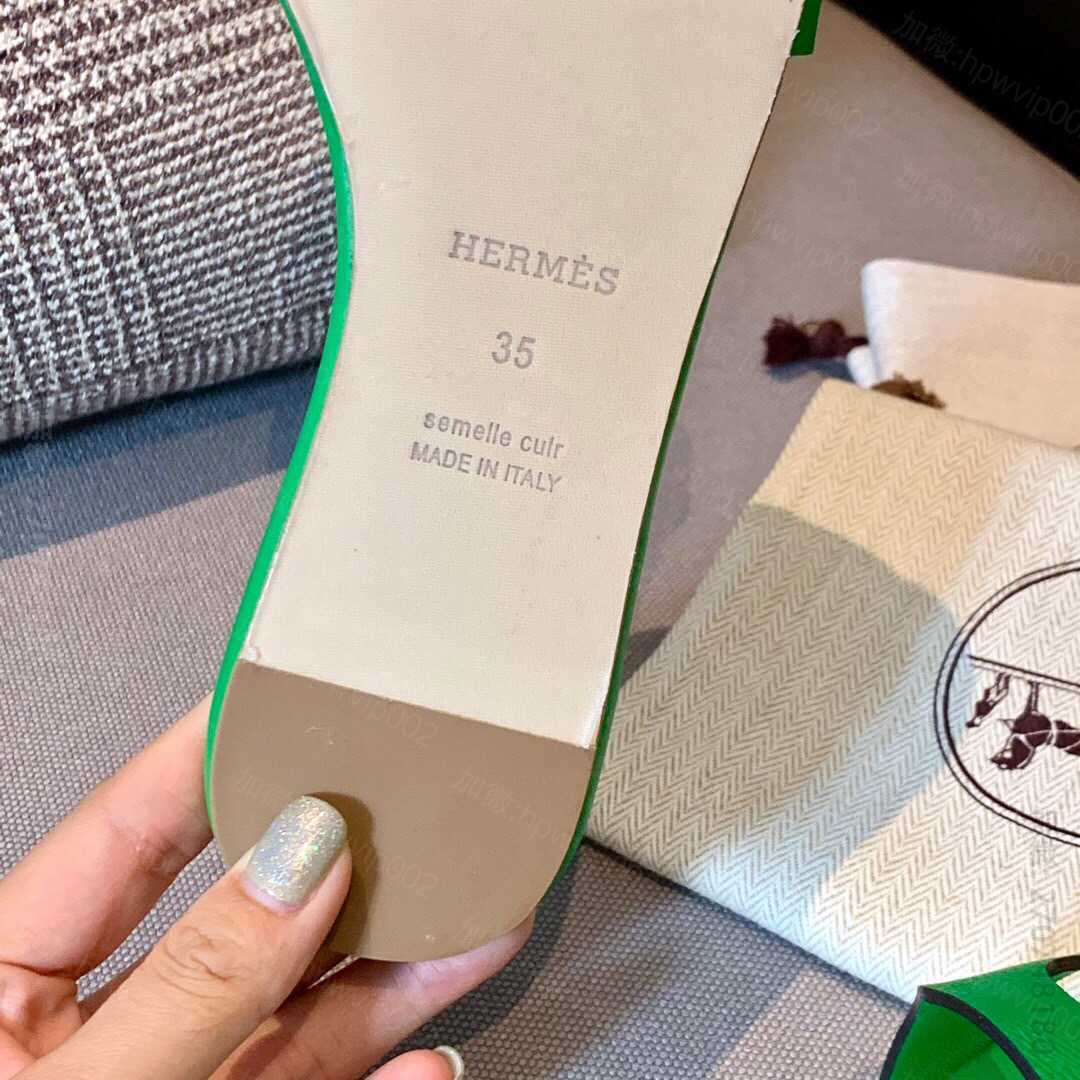 HERMÈS
35
semelle cuir
MADE IN ITALY
加微:hpwvip002